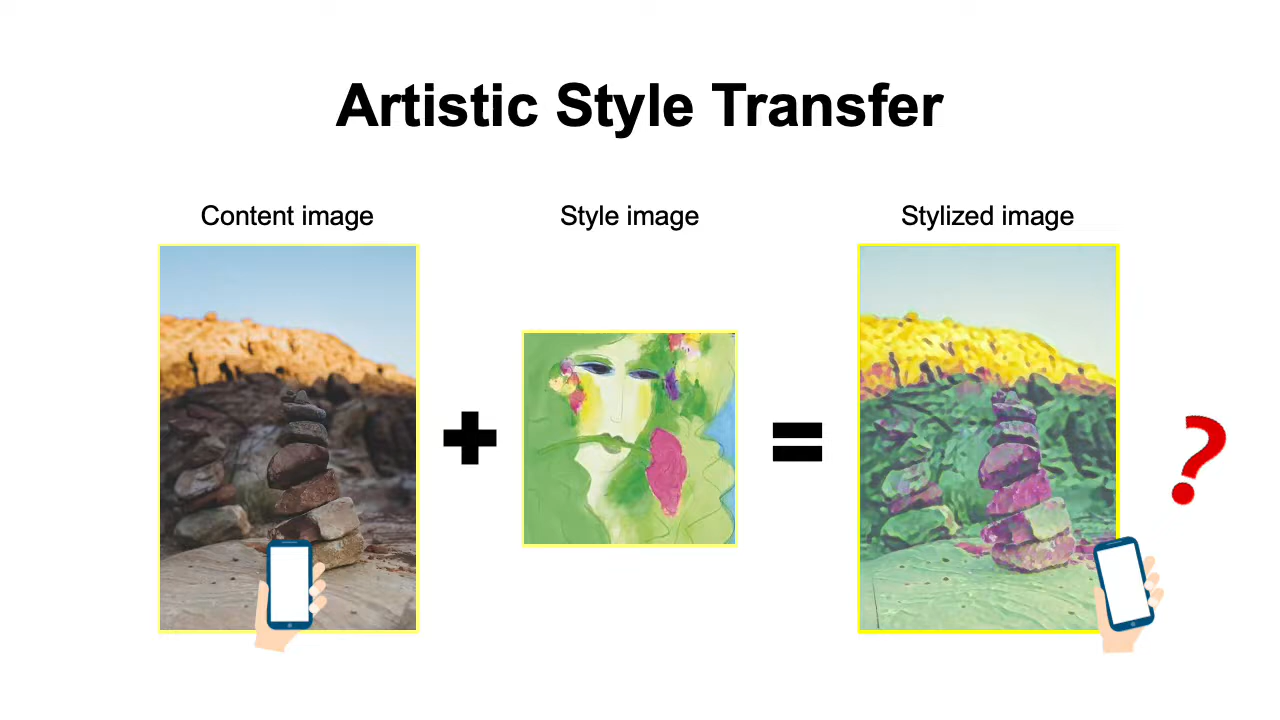 Artistic Style Transfer
Content image
Style image
Stylized image
+
=
?